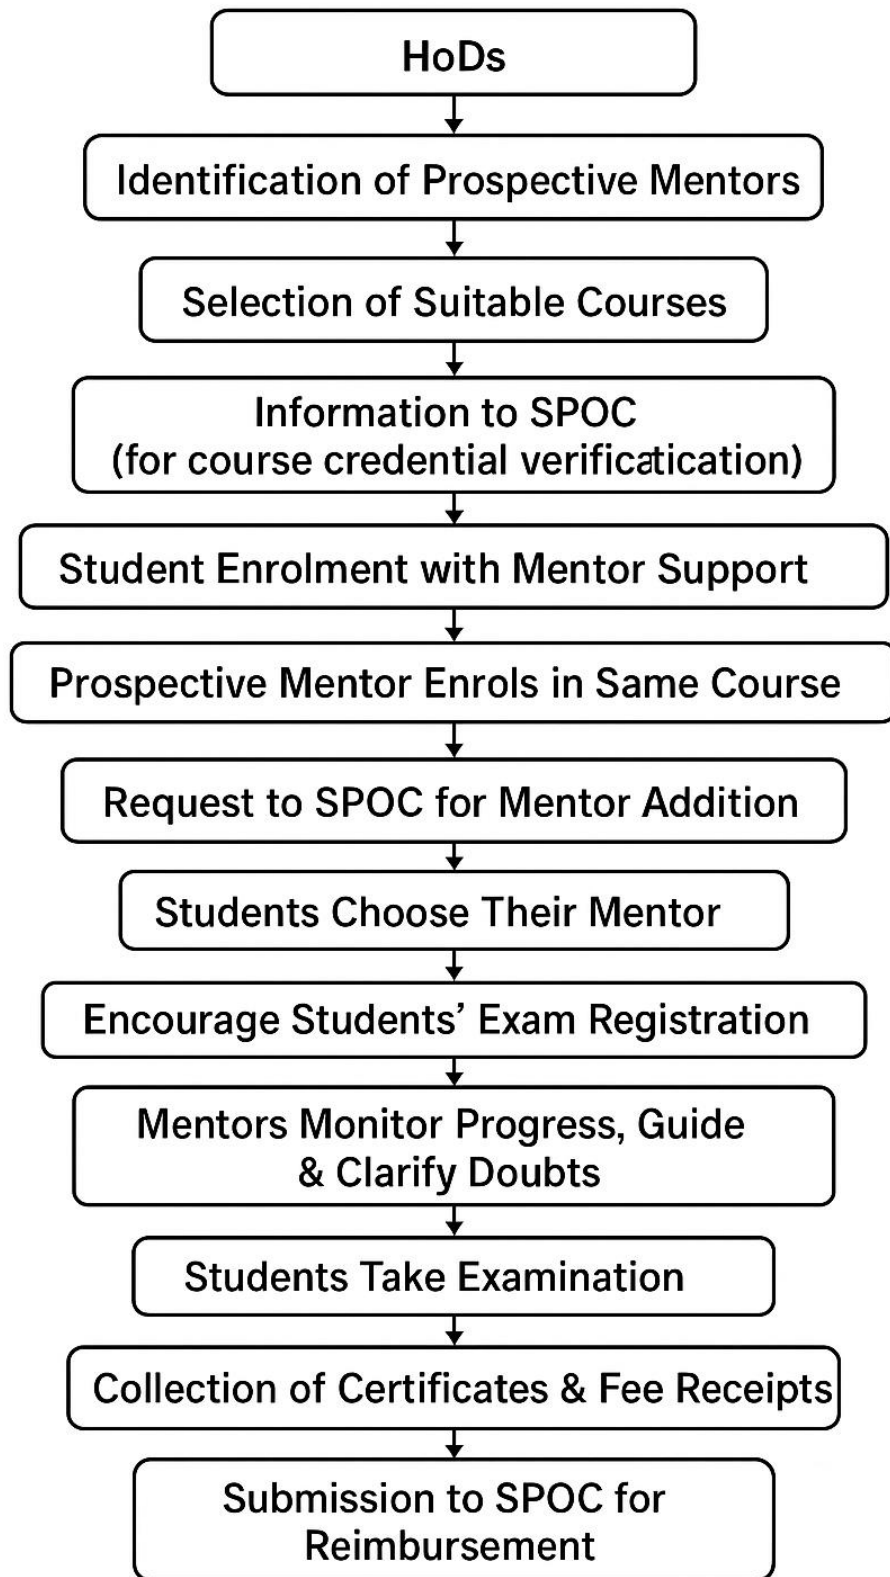 HoDs
Identification of Prospective Mentors
Selection of Suitable Courses
Information to SPOC
(for course credential verificatication)
Student Enrolment with Mentor Support
Prospective Mentor Enrols in Same Course
Request to SPOC for Mentor Addition
Students Choose Their Mentor
Encourage Students’ Exam Registration
Mentors Monitor Progress, Guide
& Clarify Doubts
Students Take Examination
Collection of Certificates & Fee Receipts
Submission to SPOC for
Reimbursement